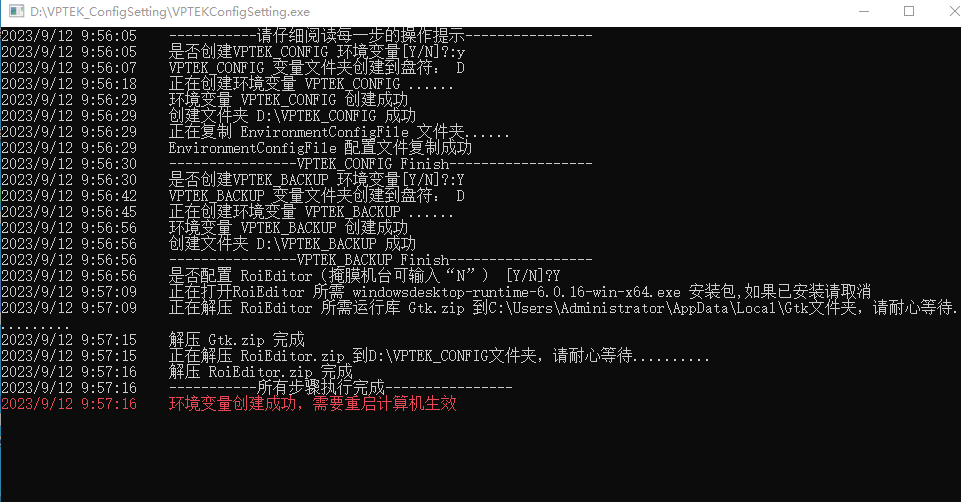 D:\VPTEK_ConfigSetting\VPTEKConfigSetting.exe
2023/9/12 9:56:05 -----------请仔细阅读每一步的操作提示----------------
2023/9/12 9:56:05 是否创建VPTEK_CONFIG 环境变量[Y/N]?:y
2023/9/12 9:56:07 VPTEK_CONFIG 变量文件夹创建到盘符： D
2023/9/12 9:56:18 正在创建环境变量 VPTEK_CONFIG ......
2023/9/12 9:56:29 环境变量 VPTEK_CONFIG 创建成功
2023/9/12 9:56:29 创建文件夹 D:\VPTEK_CONFIG 成功
2023/9/12 9:56:29 正在复制 EnvironmentConfigFile 文件夹......
2023/9/12 9:56:29 EnvironmentConfigFile 配置文件复制成功
2023/9/12 9:56:30 ----------------VPTEK_CONFIG Finish------------------
2023/9/12 9:56:30 是否创建VPTEK_BACKUP 环境变量[Y/N]?:Y
2023/9/12 9:56:42 VPTEK_BACKUP 变量文件夹创建到盘符： D
2023/9/12 9:56:45 正在创建环境变量 VPTEK_BACKUP ......
2023/9/12 9:56:56 环境变量 VPTEK_BACKUP 创建成功
2023/9/12 9:56:56 创建文件夹 D:\VPTEK_BACKUP 成功
2023/9/12 9:56:56 ----------------VPTEK_BACKUP Finish------------------
2023/9/12 9:56:56 是否配置 RoiEditor（掩膜机台可输入“N”） [Y/N]?Y
2023/9/12 9:57:09 正在打开RoiEditor 所需 windowsdesktop-runtime-6.0.16-win-x64.exe 安装包,如果已安装请取消
2023/9/12 9:57:09 正在解压 RoiEditor 所需运行库 Gtk.zip 到C:\Users\Administrator\AppData\Local\Gtk文件夹，请耐心等待.
.........
2023/9/12 9:57:15 解压 Gtk.zip 完成
2023/9/12 9:57:15 正在解压 RoiEditor.zip 到D:\VPTEK_CONFIG文件夹，请耐心等待..........
2023/9/12 9:57:16 解压 RoiEditor.zip 完成
2023/9/12 9:57:16 -----------所有步骤执行完成----------------
2023/9/12 9:57:16 环境变量创建成功，需要重启计算机生效